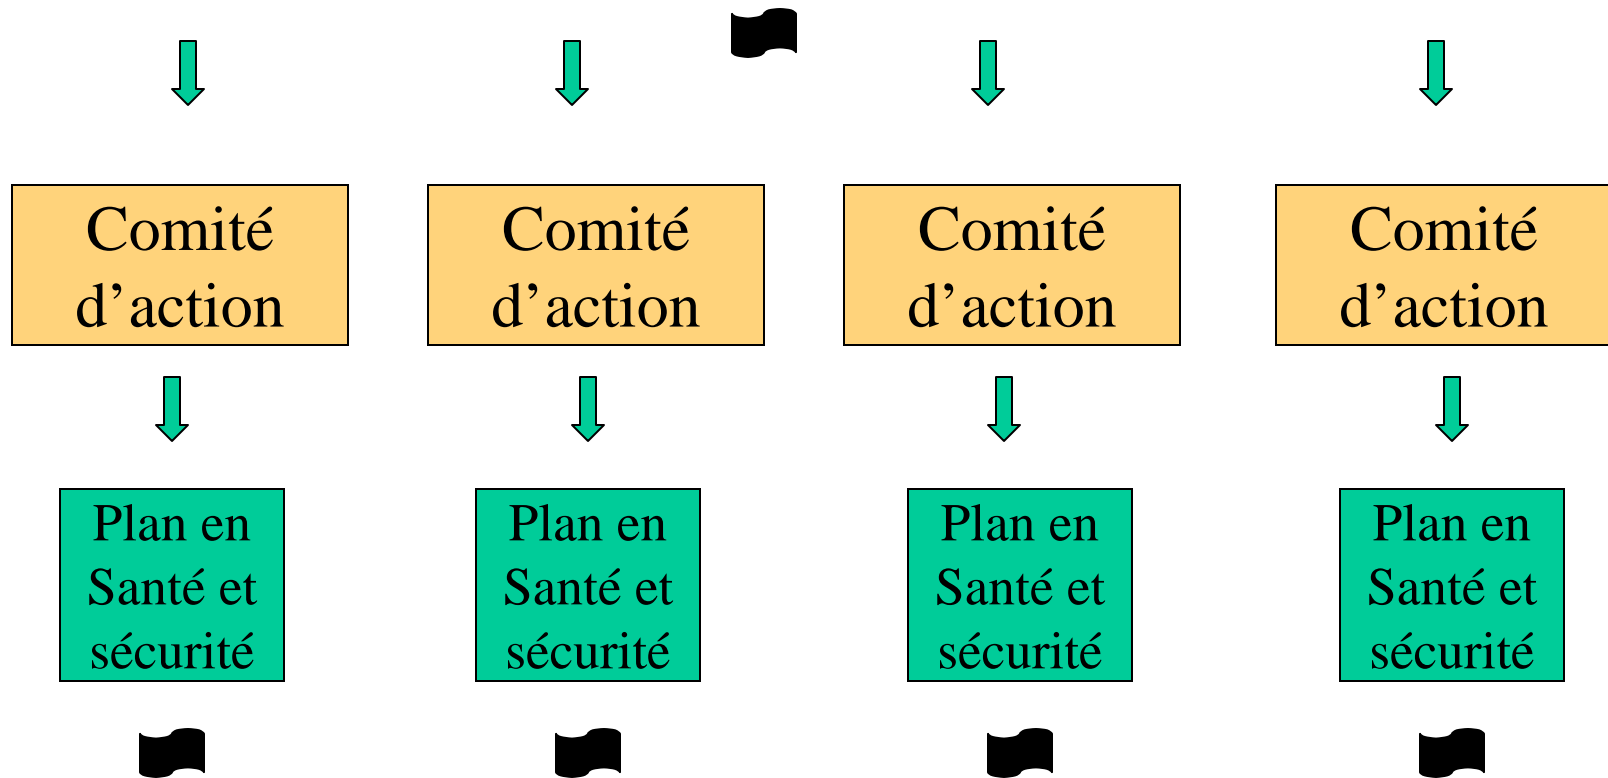 Comité
d’action
Comité
d’action
Comité
d’action
Comité
d’action
Plan en
Santé et
sécurité
Plan en
Santé et
sécurité
Plan en
Santé et
sécurité
Plan en
Santé et
sécurité